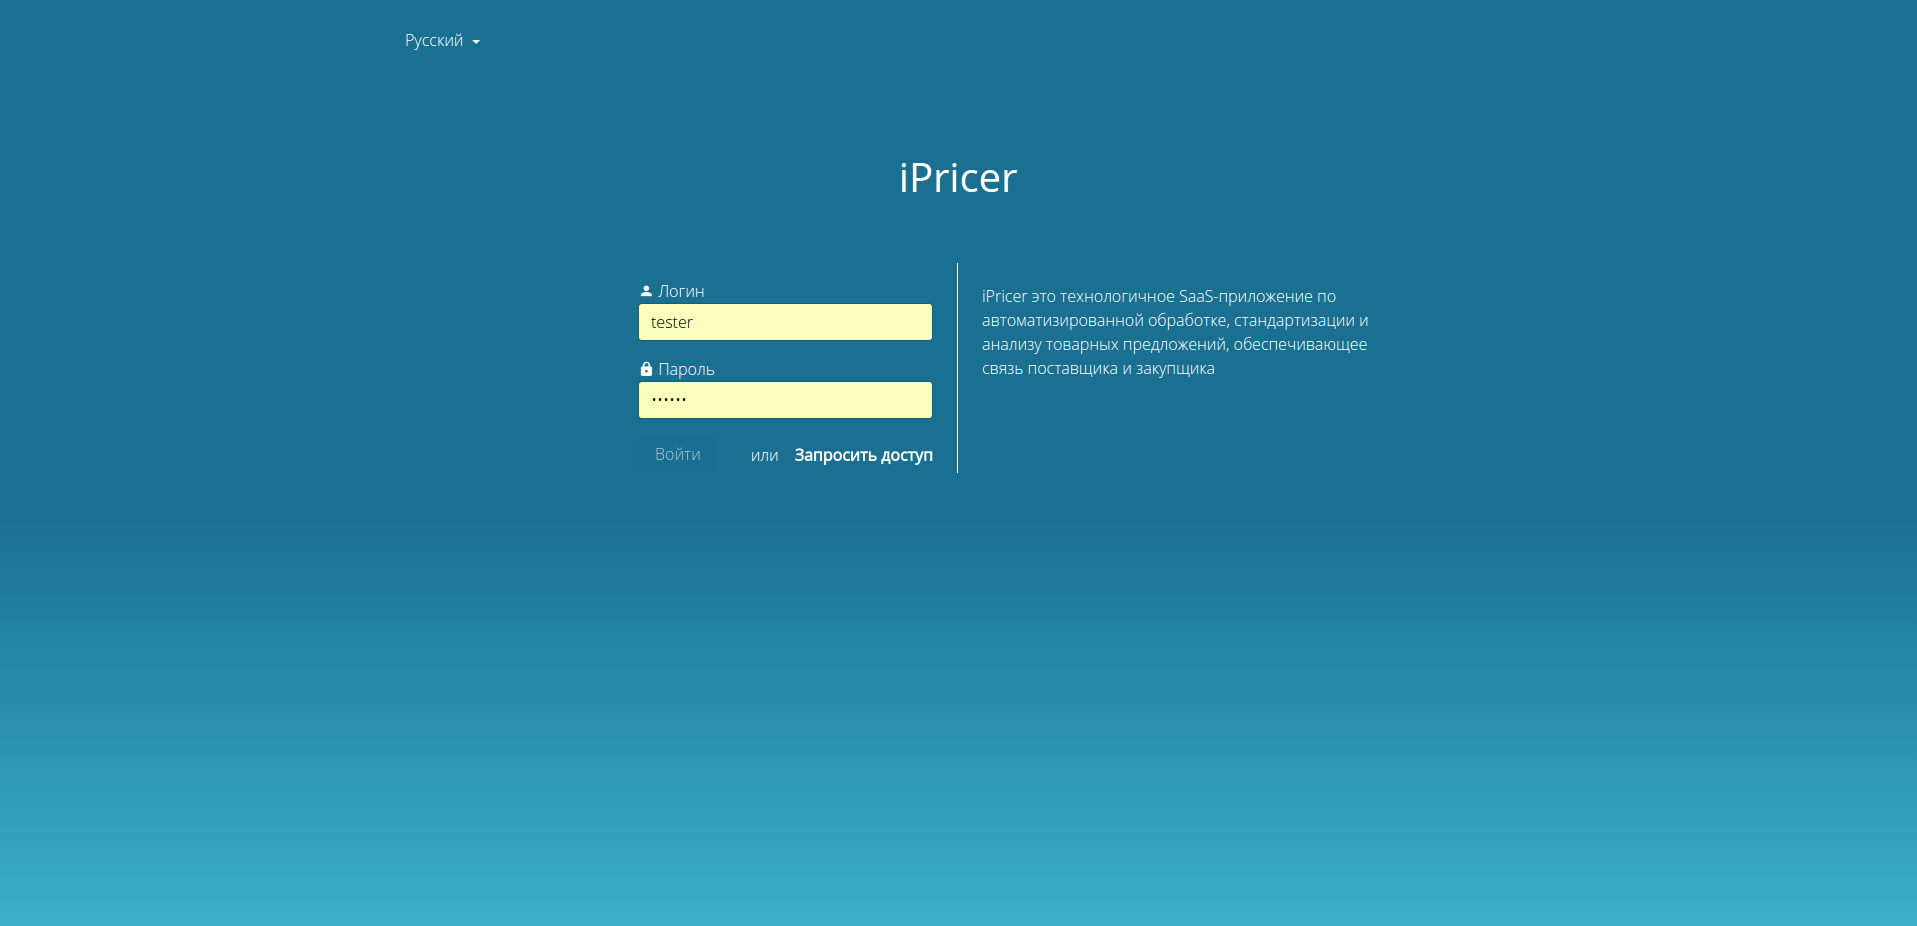 Русский
iPricer
Логин
tester
Пароль
••••••
Войти
или Запросить доступ
iPricer это технологичное SaaS-приложение по
автоматизированной обработке, стандартизации и
анализу товарных предложений, обеспечивающее
связь поставщика и закупщика